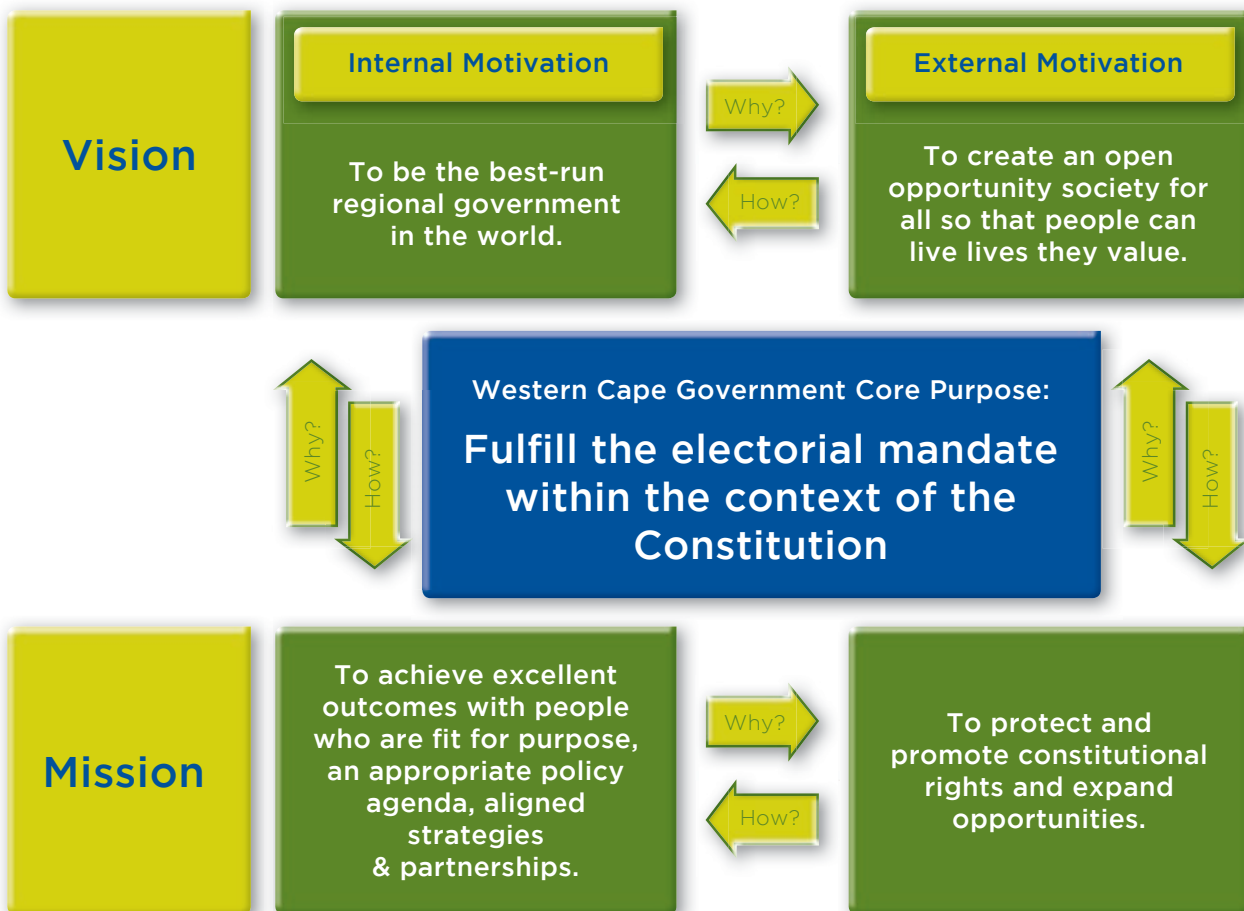 Vision
Internal Motivation
To be the best-run
regional government
in the world.
Why?
How?
External Motivation
To create an open
opportunity society for
all so that people can
live lives they value.
Why?
How?
Western Cape Government Core Purpose:
Fulfill the electorial mandate
within the context of the
Constitution
Why?
How?
Mission
To achieve excellent
outcomes with people
who are fit for purpose,
an appropriate policy
agenda, aligned
strategies
& partnerships.
Why?
How?
To protect and
promote constitutional
rights and expand
opportunities.